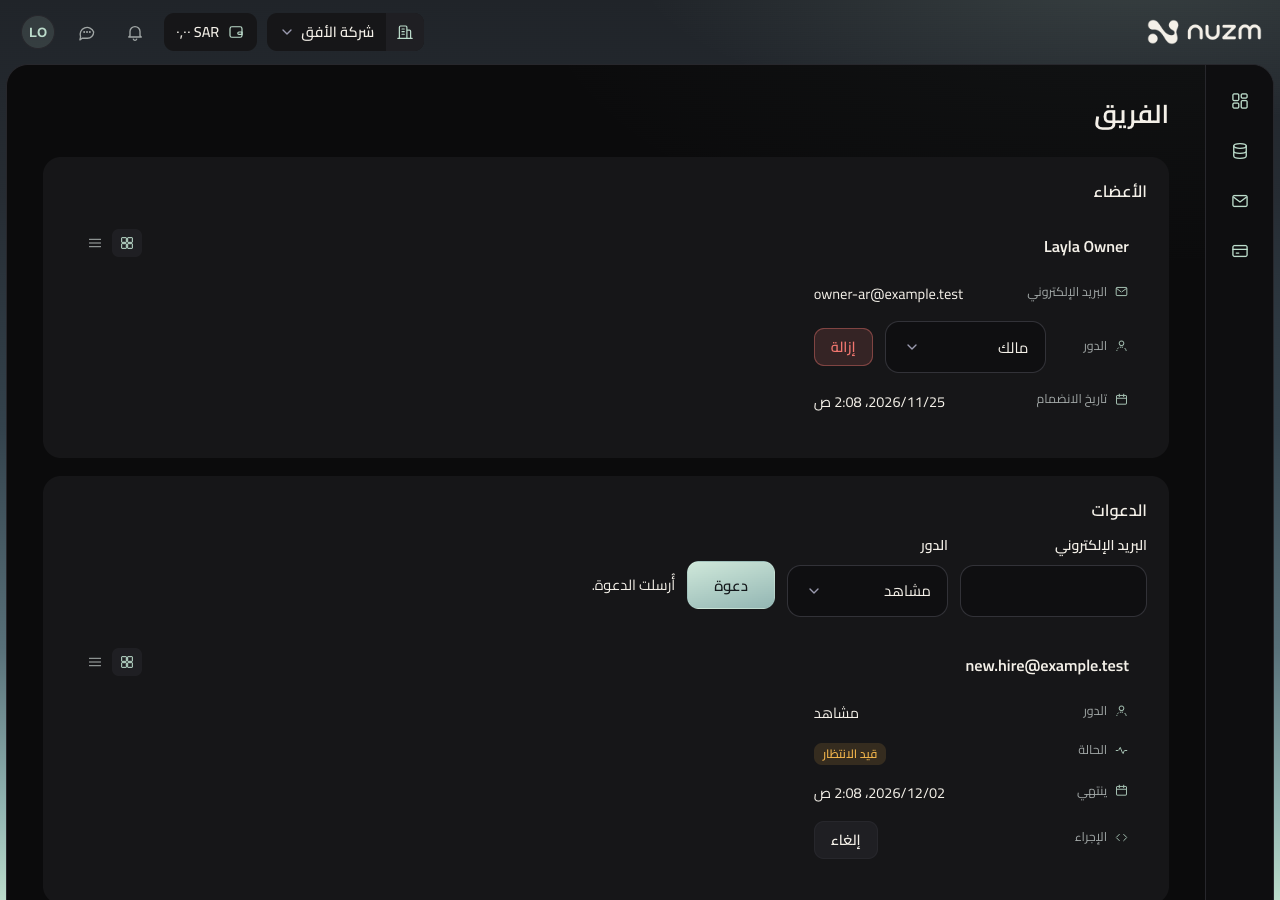 nuzm
شركة الأفق
SAR ٠٫٠٠
LO
الفريق
الأعضاء
Layla Owner
البريد الإلكتروني
owner-ar@example.test
الدور
مالك
إزالة
تاريخ الانضمام
2026/11/25، 2:08 ص
الدعوات
البريد الإلكتروني
الدور
مشاهد
دعوة
أُرسلت الدعوة.
new.hire@example.test
الدور
مشاهد
الحالة
قيد الانتظار
ينتهي
2026/12/02، 2:08 ص
الإجراء
إلغاء